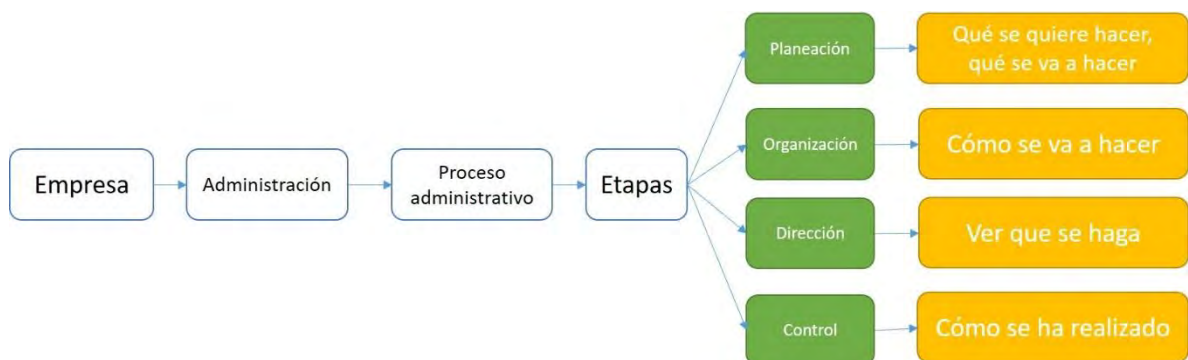 Empresa
Administración
Proceso
administrativo
Etapas
Planeación
Qué se quiere hacer,
qué se va a hacer
Organización
Cómo se va a hacer
Dirección
Ver que se haga
Control
Cómo se ha realizado